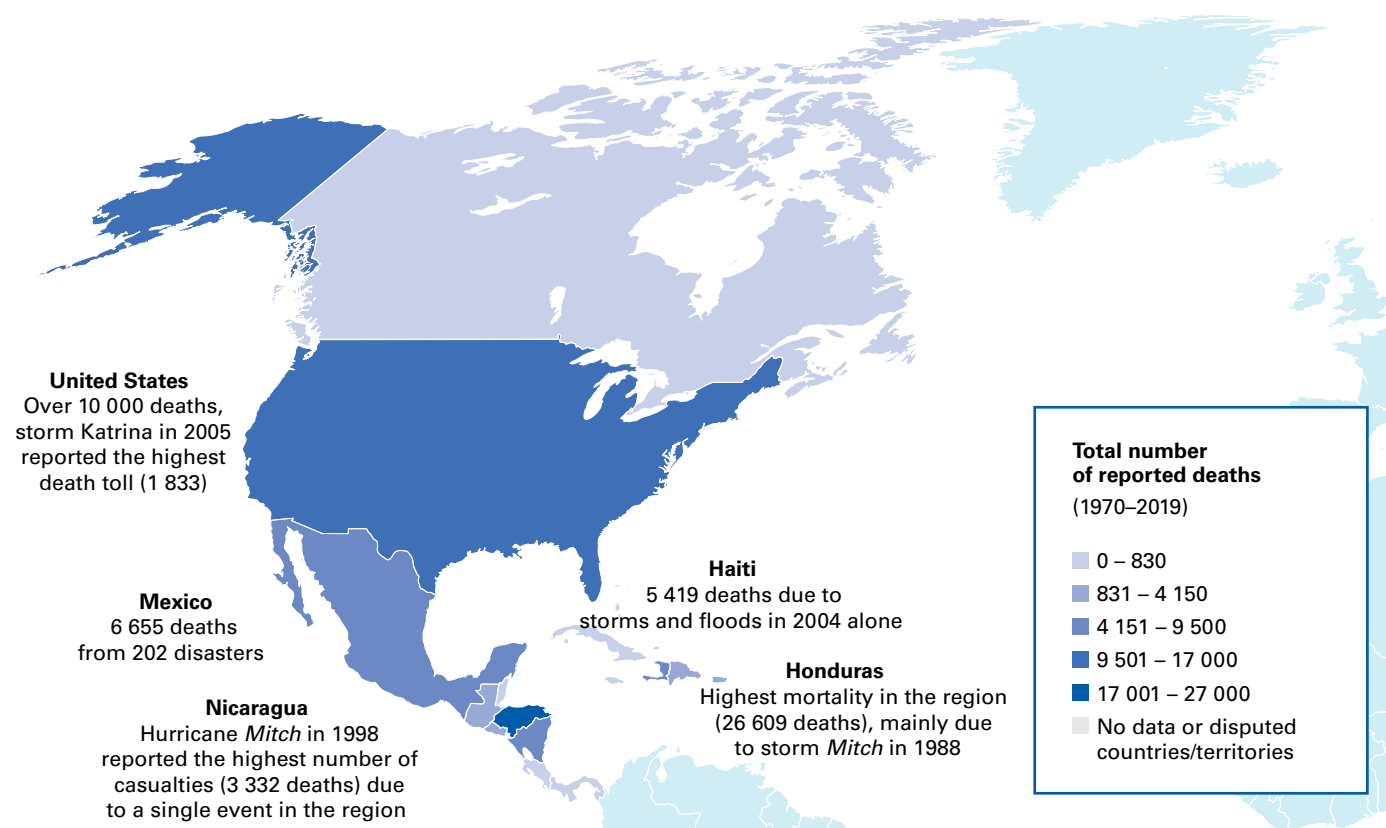 United States
Over 10 000 deaths,
storm Katrina in 2005
reported the highest
death toll (1 833)
Mexico
6 655 deaths
from 202 disasters
Nicaragua
Hurricane Mitch in 1998
reported the highest number of
casualties (3 332 deaths) due
to a single event in the region
Haiti
5 419 deaths due to
storms and floods in 2004 alone
Honduras
Highest mortality in the region
(26 609 deaths), mainly due
to storm Mitch in 1988
Total number
of reported deaths
(1970–2019)
0 – 830
831 – 4 150
4 151 – 9 500
9 501 – 17 000
17 001 – 27 000
No data or disputed
countries/territories